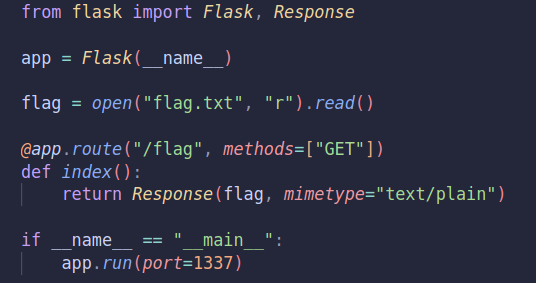 from flask import Flask, Response
app = Flask(__name__)
flag = open("flag.txt", "r").read()
@app.route("/flag", methods=["GET"])
def index():
    return Response(flag, mimetype="text/plain")
if __name__ == "__main__":
    app.run(port=1337)